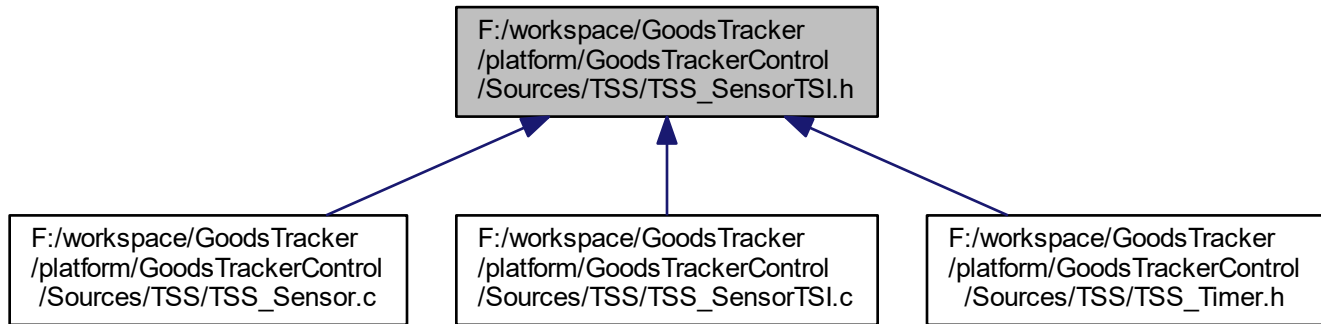 F:/workspace/GoodsTracker
/platform/GoodsTrackerControl
/Sources/TSS/TSS_SensorTSI.h
F:/workspace/GoodsTracker
/platform/GoodsTrackerControl
/Sources/TSS/TSS_Sensor.c
F:/workspace/GoodsTracker
/platform/GoodsTrackerControl
/Sources/TSS/TSS_SensorTSI.c
F:/workspace/GoodsTracker
/platform/GoodsTrackerControl
/Sources/TSS/TSS_Timer.h